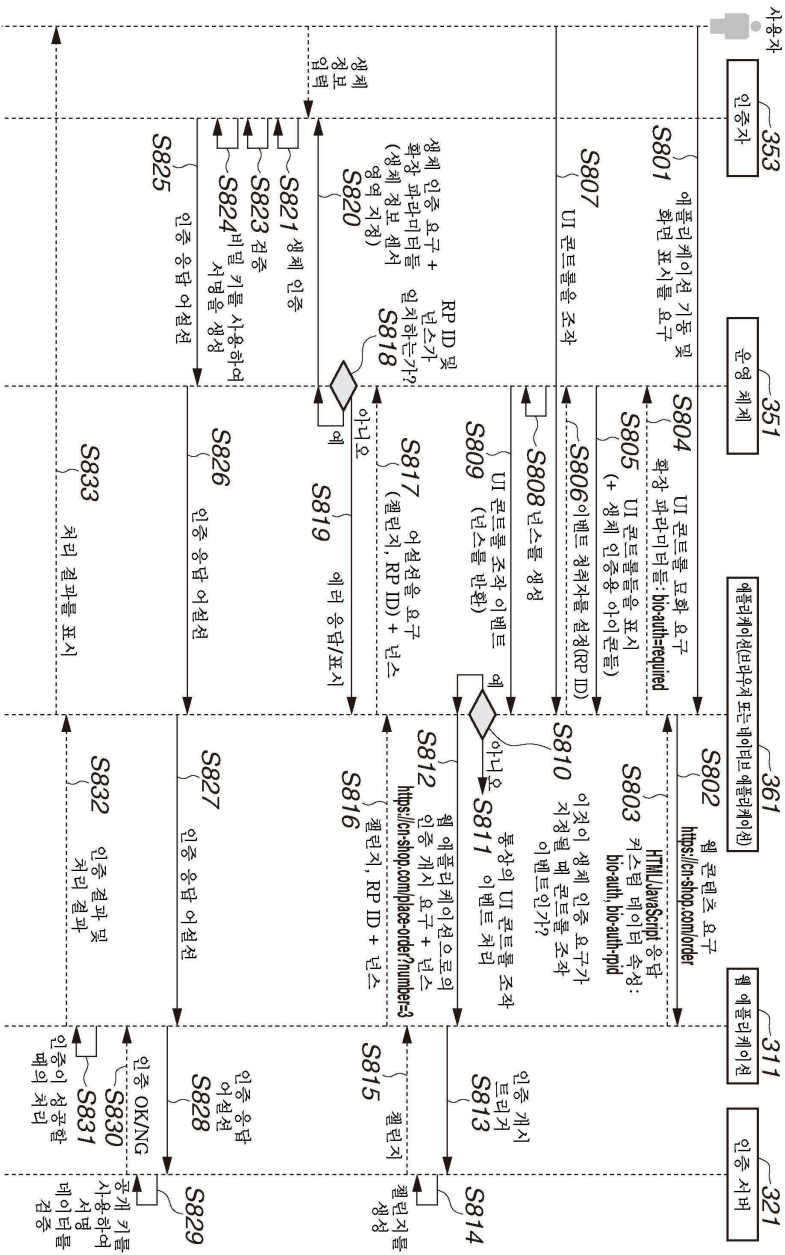 사용자
353
인증자
351
운영 체제
361
애플리케이션(브라우저 또는 네이티브 애플리케이션)
311
웹 애플리케이션
321
인증 서버
S801
애플리케이션 기동 및
화면 표시를 요구
S802
웹 콘텐츠 요구
https://cn-shop.com/order
S803
HTML/JavaScript 응답
커스텀 데이터 속성:
bio-auth, bio-auth-rpid
S804
UI 콘트롤 묘화 요구
확장 파라미터들: bio-auth=required
S805
UI 콘트롤들을 표시
(+ 생체 인증용 아이콘들)
S806
이벤트 청취자를 설정(RP ID)
S807
UI 콘트롤을 조작
S808
넌스를 생성
S809
UI 콘트롤 조작 이벤트
(넌스를 반환)
S810
이것이 생체 인증 요구가
지정될 때 콘트롤 조작
이벤트인가?
아니오
예
S811
통상의 UI 콘트롤 조작
이벤트 처리
S812
웹 애플리케이션으로의
인증 개시 요구 + 넌스
https://cn-shop.com/place-order?number=3
S813
인증 개시
트리거
S814
챌린지를
생성
S815
챌린지
S816
챌린지, RP ID + 넌스
S817
어설션을 요구
(챌린지, RP ID) + 넌스
RP ID 및
넌스가
일치하는가?
S818
아니오
예
S819
에러 응답/표시
생체 인증 요구 +
확장 파라미터들
(생체 정보 센서
영역 지정)
S820
생체
정보
입력
S821
생체 인증
S823
검증
S824
비밀 키를 사용하여
서명을 생성
S825
인증 응답 어설션
S826
인증 응답 어설션
S827
인증 응답 어설션
S828
인증 응답
어설션
S829
공개 키를
사용하여
서명
데이터를
검증
S830
인증 OK/NG
S831
인증이 성공할
때의 처리
S832
인증 결과 및
처리 결과
S833
처리 결과를 표시